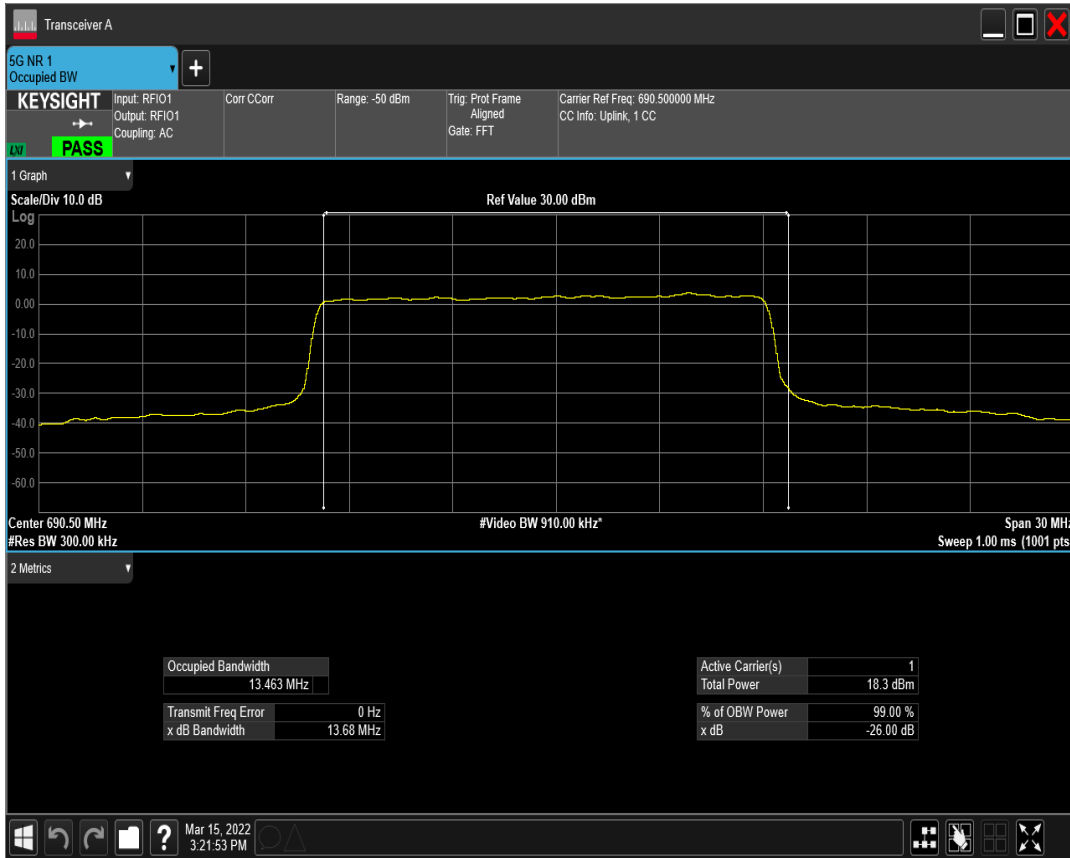 Transceiver A
5G NR 1
Occupied BW
KEYSIGHT
LXI
PASS
Input: RFIO1
Output: RFIO1
Coupling: AC
Corr CCorr
Range: -50 dBm
Trig: Prot Frame
Aligned
Gate: FFT
Carrier Ref Freq: 690.500000 MHz
CC Info: Uplink, 1 CC
1 Graph
Scale/Div 10.0 dB
Ref Value 30.00 dBm
Log
20.0
10.0
0.00
-10.0
-20.0
-30.0
-40.0
-50.0
-60.0
Center 690.50 MHz
#Video BW 910.00 kHz*
Span 30 MHz
#Res BW 300.00 kHz
Sweep 1.00 ms (1001 pts
2 Metrics
Occupied Bandwidth
13.463 MHz
Transmit Freq Error 0 Hz
x dB Bandwidth 13.68 MHz
Active Carrier(s) 1
Total Power 18.3 dBm
% of OBW Power 99.00 %
x dB -26.00 dB
?
Mar 15, 2022
3:21:53 PM